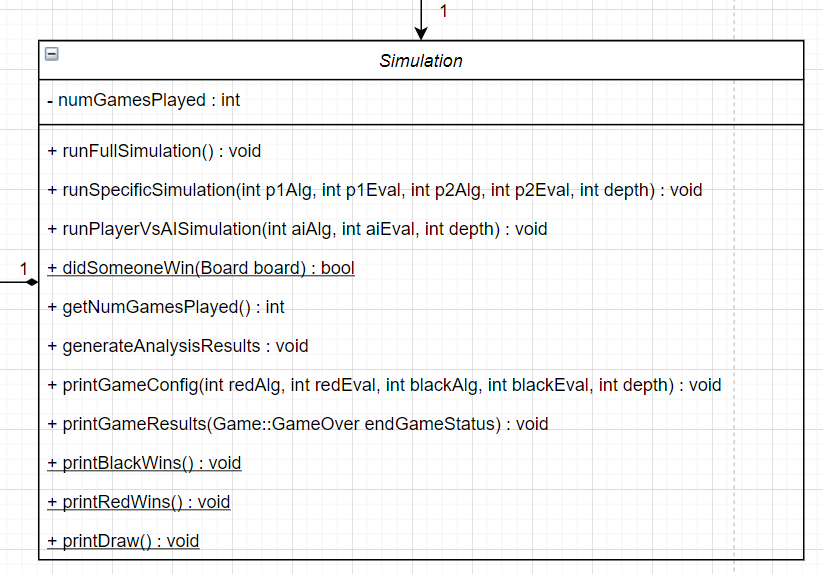 1
Simulation
- numGamesPlayed : int
+ runFullSimulation() : void
+ runSpecificSimulation(int p1Alg, int p1Eval, int p2Alg, int p2Eval, int depth) : void
+ runPlayerVsAISimulation(int aiAlg, int aiEval, int depth) : void
1
+ didSomeoneWin(Board board) : bool
+ getNumGamesPlayed() : int
+ generateAnalysisResults : void
+ printGameConfig(int redAlg, int redEval, int blackAlg, int blackEval, int depth) : void
+ printGameResults(Game::GameOver endGameStatus) : void
+ printBlackWins() : void
+ printRedWins() : void
+ printDraw() : void